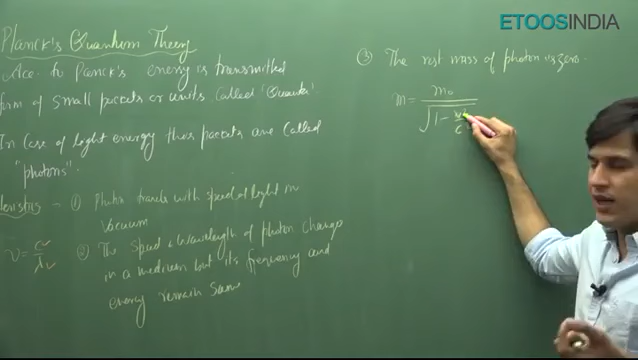 ETOOSINDIA
Planck's Quantum Theory
Acc. to Planck's energy is transmitted
form of small packets or units called 'Quanta'
In case of light energy these packets are called
"photons".
① Photon travels with speed of light in
vacuum
ν = c/λ
② The speed & wavelength of photon change
in a medium but its frequency and
energy remain same
③ The rest mass of photon is zero.
m = m₀
√1 -